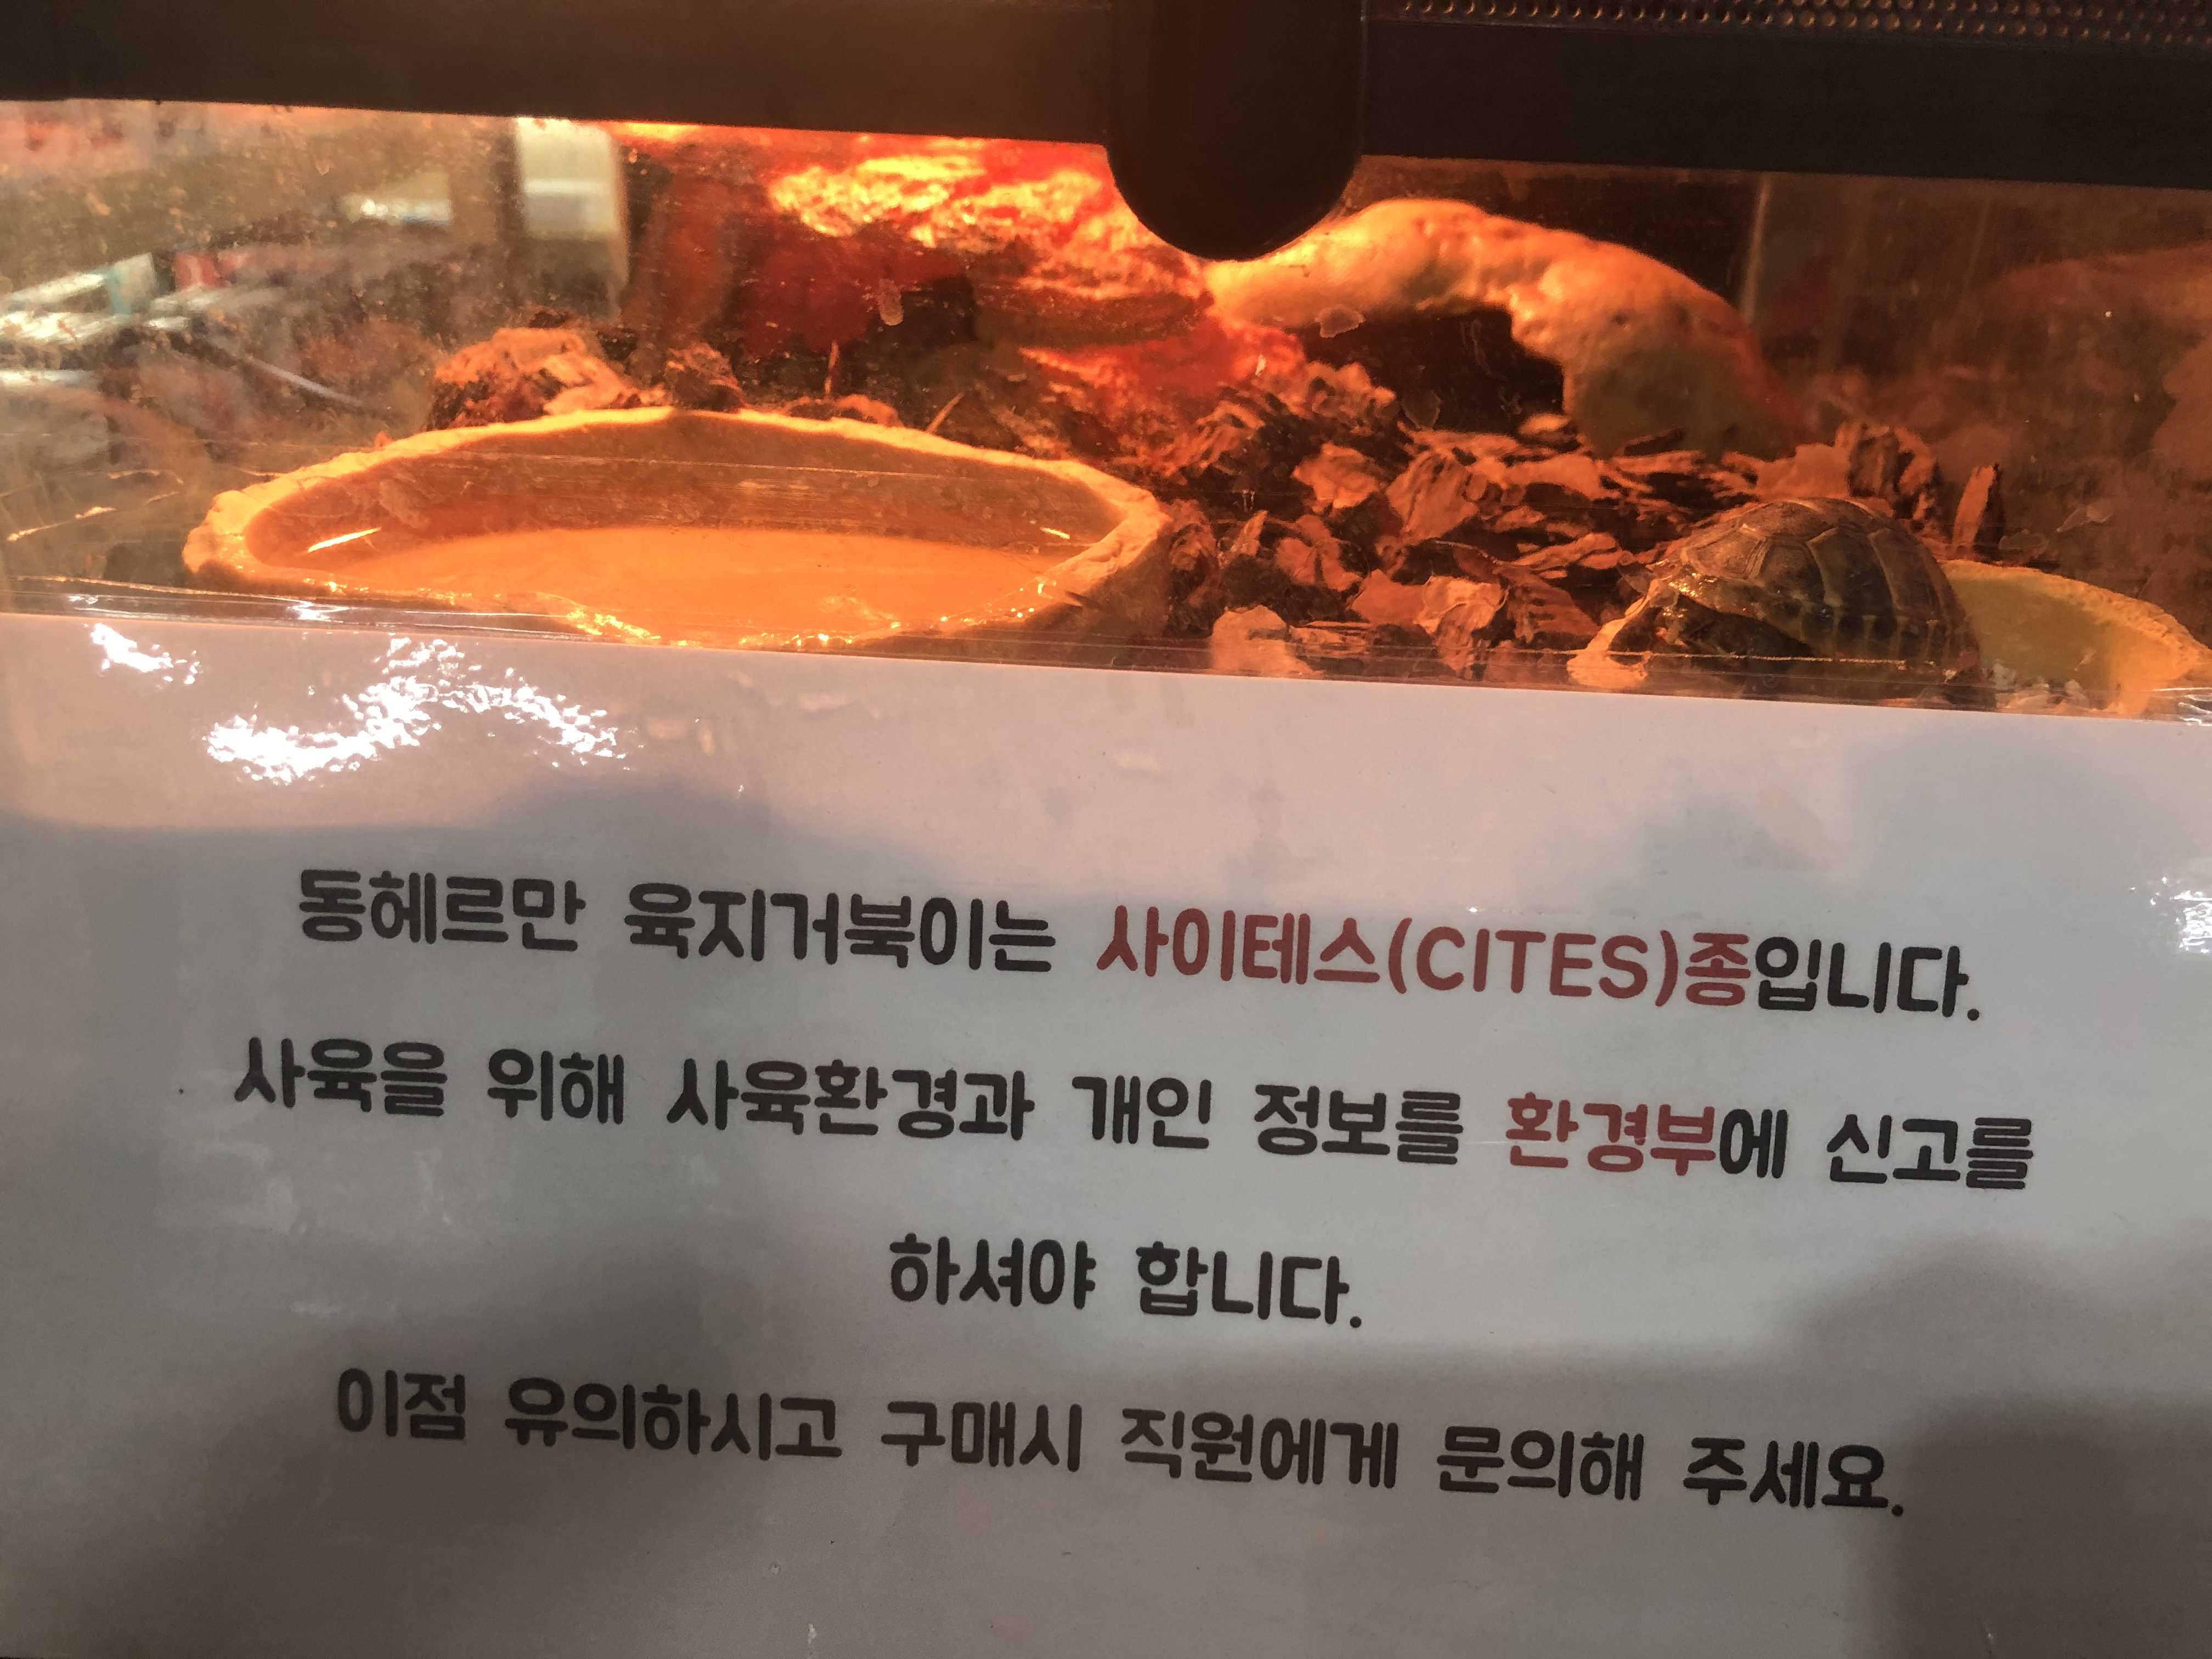 동헤르만 육지거북이는 사이테스(CITES)종입니다.
사육을 위해 사육환경과 개인 정보를 환경부에 신고를
하셔야 합니다.
이점 유의하시고 구매시 직원에게 문의해 주세요.